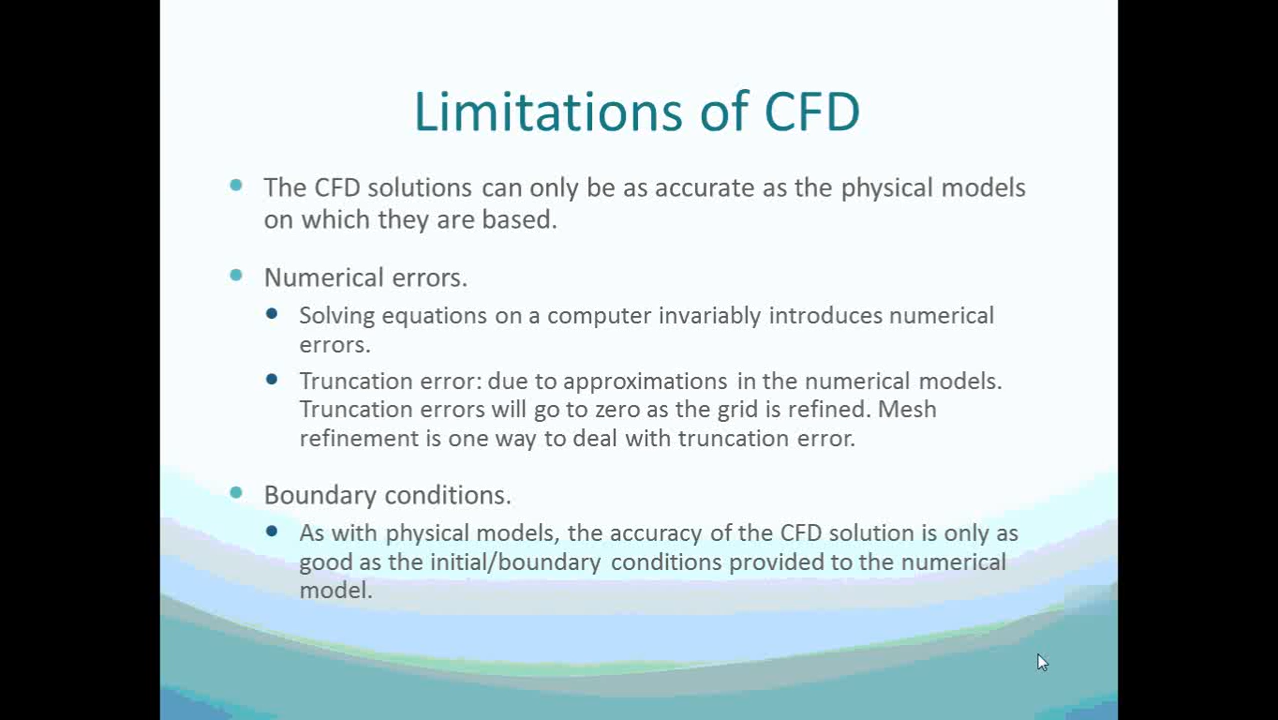 Limitations of CFD
The CFD solutions can only be as accurate as the physical models
on which they are based.
Numerical errors.
Solving equations on a computer invariably introduces numerical
errors.
Truncation error: due to approximations in the numerical models.
Truncation errors will go to zero as the grid is refined. Mesh
refinement is one way to deal with truncation error.
Boundary conditions.
As with physical models, the accuracy of the CFD solution is only as
good as the initial/boundary conditions provided to the numerical
model.